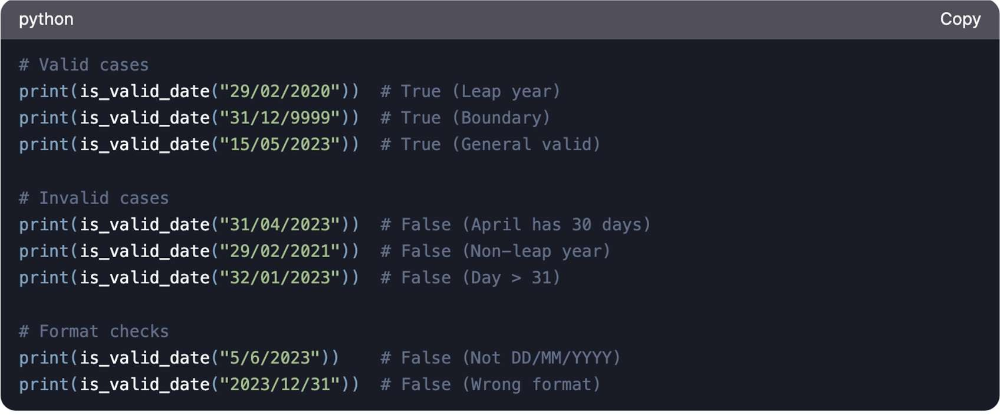 python
Copy
# Valid cases
print(is_valid_date("29/02/2020"))  # True (Leap year)
print(is_valid_date("31/12/9999"))  # True (Boundary)
print(is_valid_date("15/05/2023"))  # True (General valid)
# Invalid cases
print(is_valid_date("31/04/2023"))  # False (April has 30 days)
print(is_valid_date("29/02/2021"))  # False (Non-leap year)
print(is_valid_date("32/01/2023"))  # False (Day > 31)
# Format checks
print(is_valid_date("5/6/2023"))    # False (Not DD/MM/YYYY)
print(is_valid_date("2023/12/31"))  # False (Wrong format)